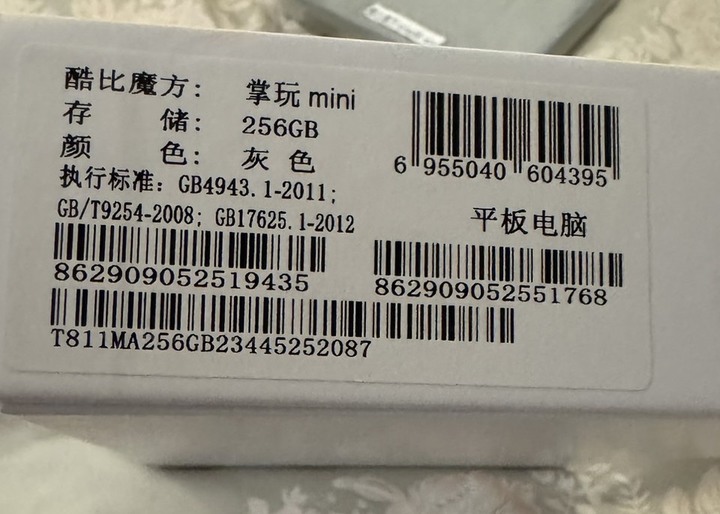 酷比魔方： 掌玩 mini
存 储： 256GB
颜 色： 灰 色
执行标准： GB4943.1-2011；
GB/T9254-2008； GB17625.1-2012
6 955040 604395
平板电脑
862909052519435
862909052551768
T811MA256GB23445252087